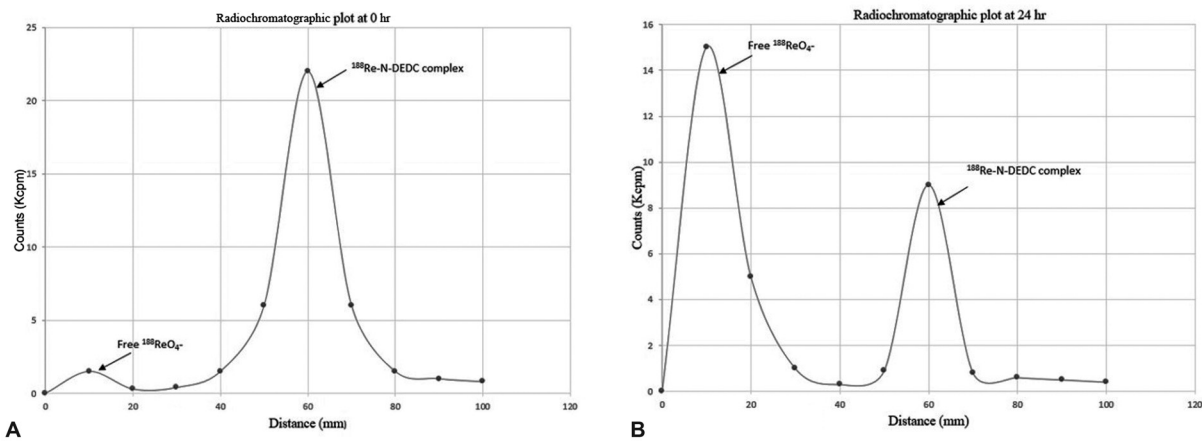 Radiochromatographic plot at 0 hr
25
20
15
10
5
0
0 20 40 60 80 100 120
Counts (Kcpm)
Distance (mm)
¹⁸⁸Re-N-DEDC complex
Free ¹⁸⁸ReO₄-
A
Radiochromatographic plot at 24 hr
16
14
12
10
8
6
4
2
0
0 20 40 60 80 100 120
Counts (Kcpm)
Distance (mm)
Free ¹⁸⁸ReO₄-
¹⁸⁸Re-N-DEDC complex
B